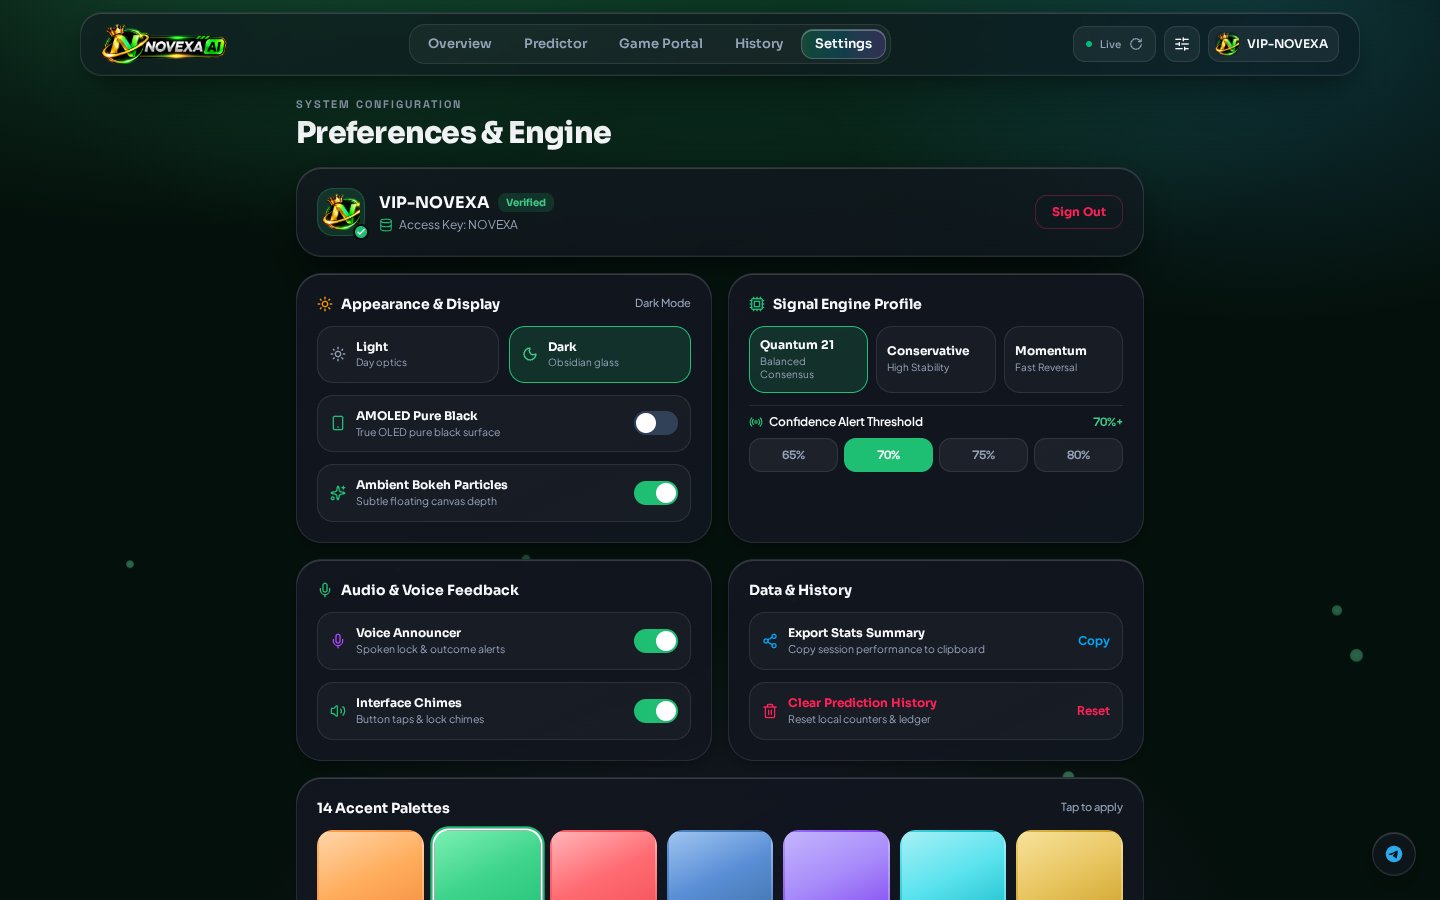 NOVEXA AI
Overview
Predictor
Game Portal
History
Settings
Live
VIP-NOVEXA
SYSTEM CONFIGURATION
Preferences & Engine
VIP-NOVEXA
Verified
Access Key: NOVEXA
Sign Out
Appearance & Display
Dark Mode
Light
Day optics
Dark
Obsidian glass
AMOLED Pure Black
True OLED pure black surface
Ambient Bokeh Particles
Subtle floating canvas depth
Signal Engine Profile
Quantum 21
Balanced
Consensus
Conservative
High Stability
Momentum
Fast Reversal
Confidence Alert Threshold
70%+
65%
70%
75%
80%
Audio & Voice Feedback
Voice Announcer
Spoken lock & outcome alerts
Interface Chimes
Button taps & lock chimes
Data & History
Export Stats Summary
Copy session performance to clipboard
Copy
Clear Prediction History
Reset local counters & ledger
Reset
14 Accent Palettes
Tap to apply